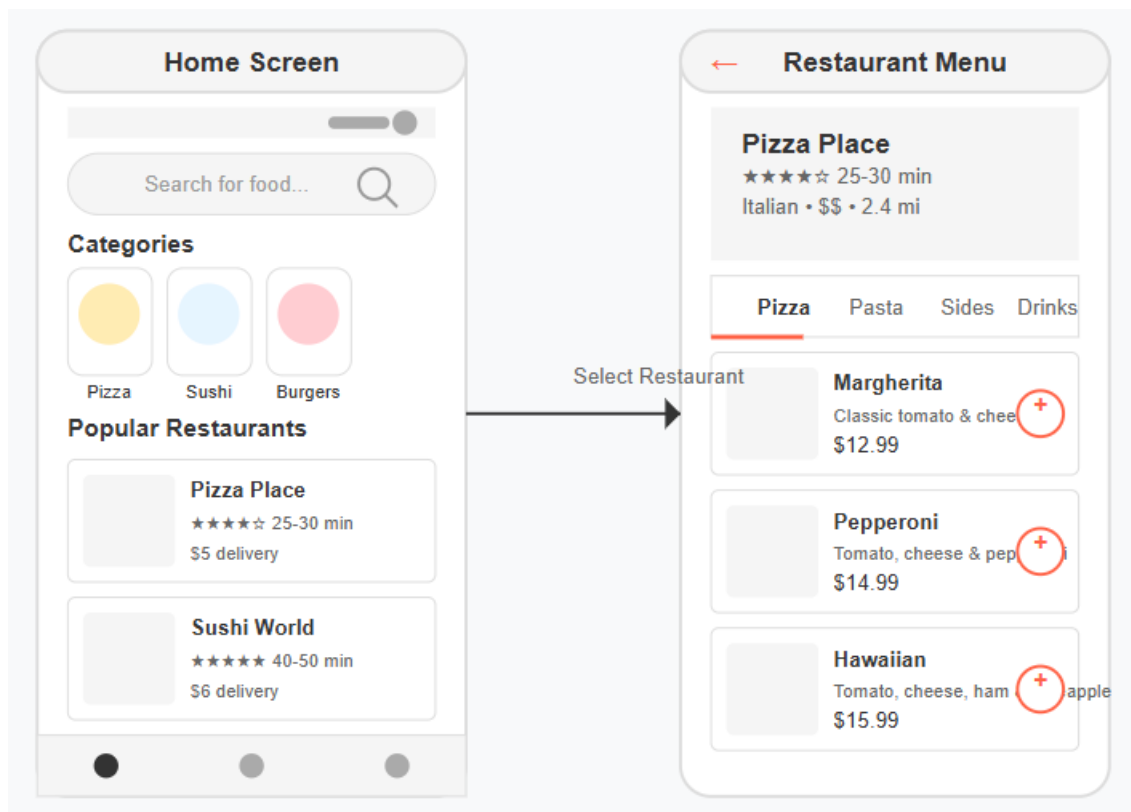 Home Screen
Search for food...
Categories
Pizza Sushi Burgers
Popular Restaurants
Pizza Place
★★★★☆ 25-30 min
$5 delivery
Sushi World
★★★★★ 40-50 min
$6 delivery
Select Restaurant
← Restaurant Menu
Pizza Place
★★★★☆ 25-30 min
Italian • $$ • 2.4 mi
Pizza Pasta Sides Drinks
Margherita
Classic tomato & chee
+
$12.99
Pepperoni
Tomato, cheese & pep
+
$14.99
Hawaiian
Tomato, cheese, ham apple
+
$15.99